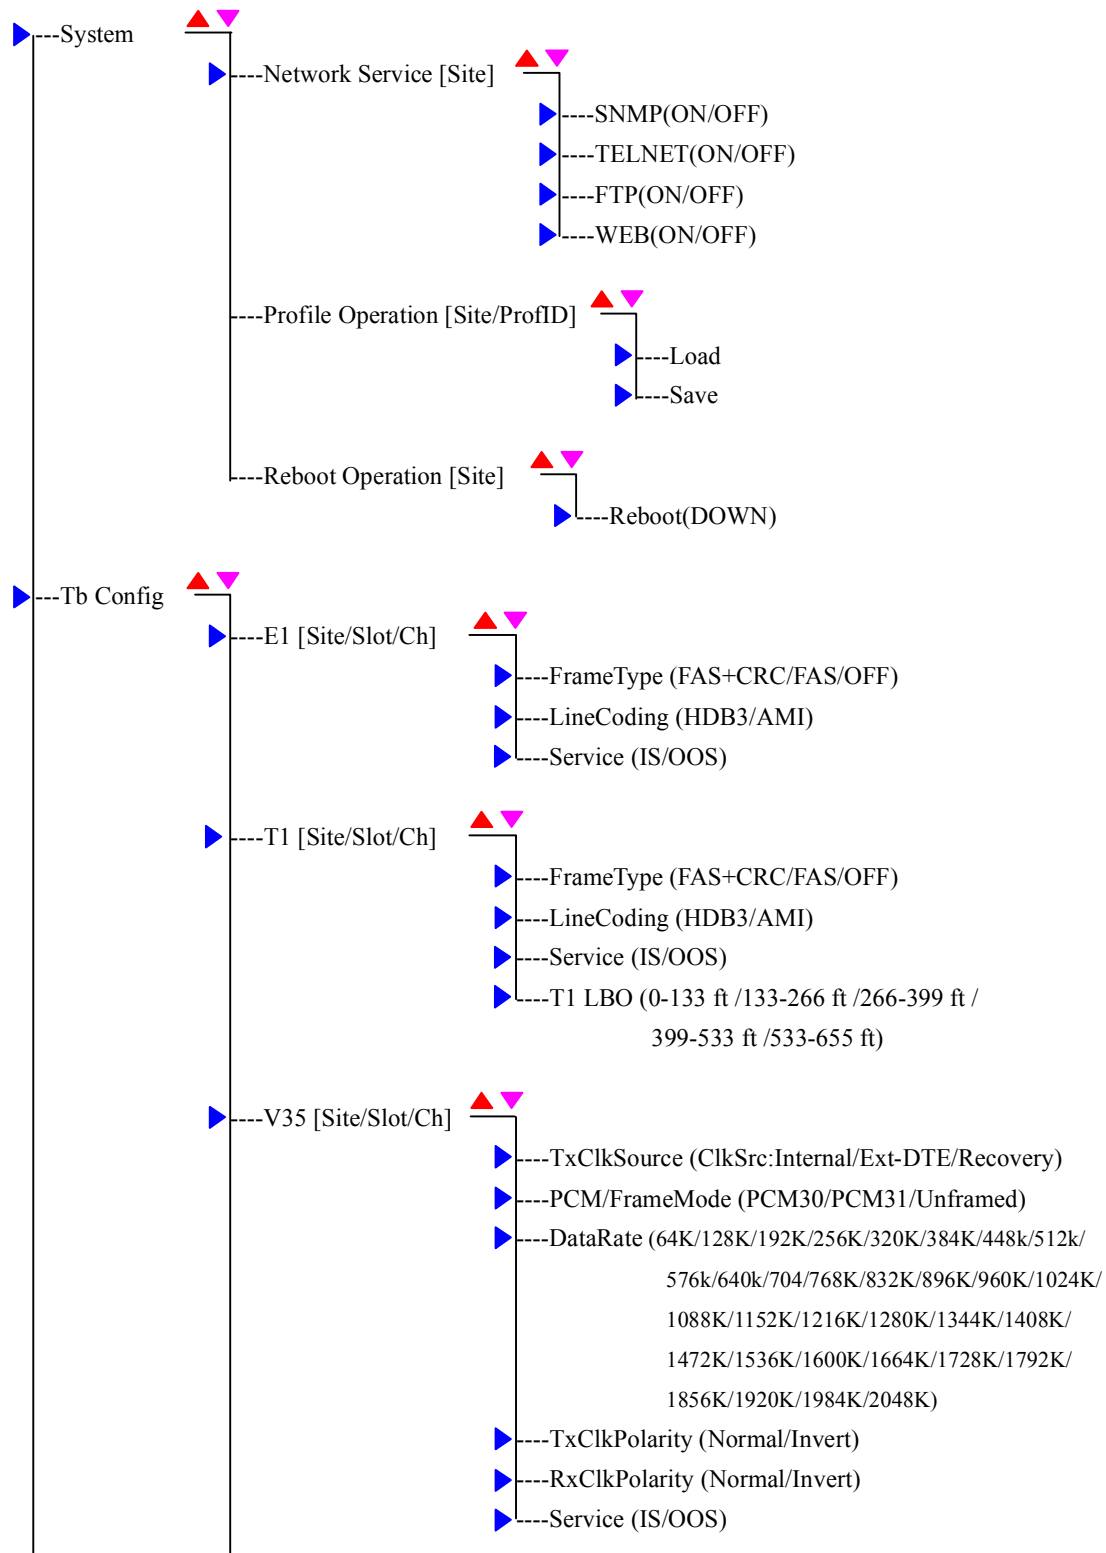 ---System
----Network Service [Site]
----SNMP(ON/OFF)
----TELNET(ON/OFF)
----FTP(ON/OFF)
----WEB(ON/OFF)
----Profile Operation [Site/ProfID]
----Load
----Save
----Reboot Operation [Site]
----Reboot(DOWN)
---Tb Config
----E1 [Site/Slot/Ch]
----FrameType (FAS+CRC/FAS/OFF)
----LineCoding (HDB3/AMI)
----Service (IS/OOS)
----T1 [Site/Slot/Ch]
----FrameType (FAS+CRC/FAS/OFF)
----LineCoding (HDB3/AMI)
----Service (IS/OOS)
----T1 LBO (0-133 ft /133-266 ft /266-399 ft /
399-533 ft /533-655 ft)
----V35 [Site/Slot/Ch]
----TxClkSource (ClkSrc:Internal/Ext-DTE/Recovery)
----PCM/FrameMode (PCM30/PCM31/Unframed)
----DataRate (64K/128K/192K/256K/320K/384K/448k/512k/
576k/640k/704/768K/832K/896K/960K/1024K/
1088K/1152K/1216K/1280K/1344K/1408K/
1472K/1536K/1600K/1664K/1728K/1792K/
1856K/1920K/1984K/2048K)
----TxClkPolarity (Normal/Invert)
----RxClkPolarity (Normal/Invert)
----Service (IS/OOS)